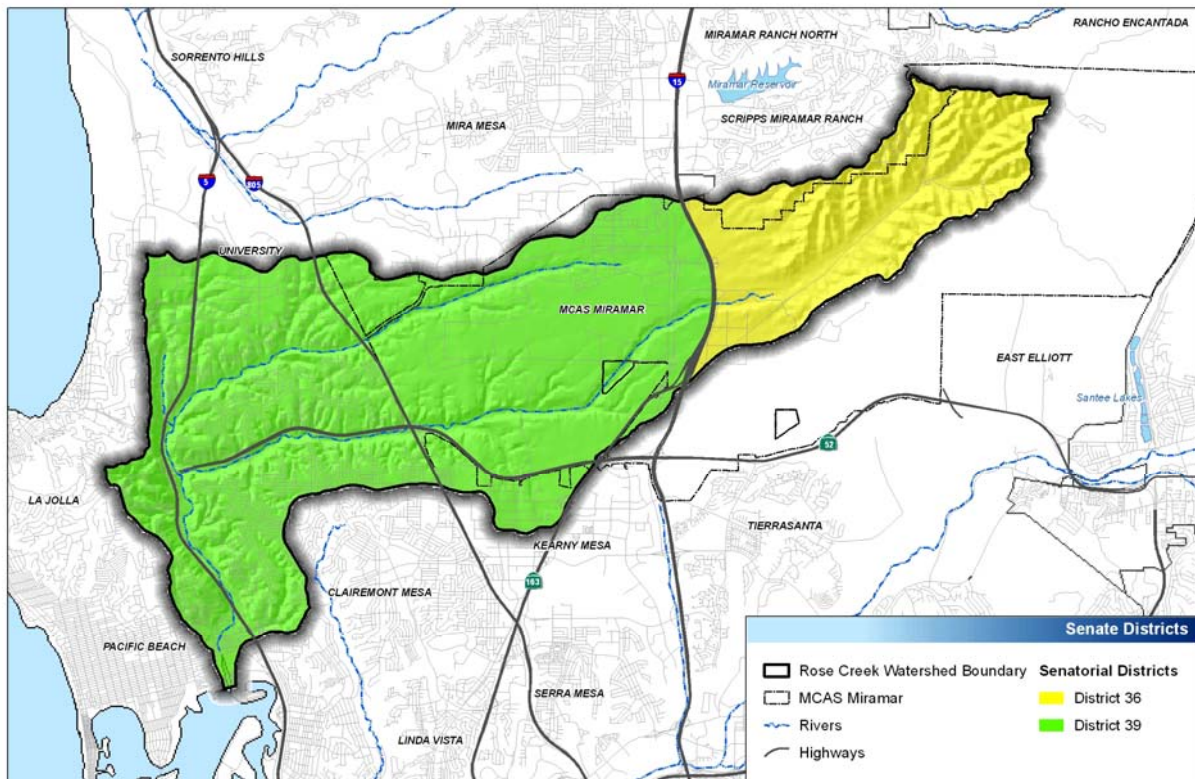 RANCHO ENCANTADA
MIRAMAR RANCH NORTH
SORRENTO HILLS
15
Miramar Reservoir
SCRIPPS MIRAMAR RANCH
MIRA MESA
5
805
UNIVERSITY
MCAS MIRAMAR
EAST ELLIOTT
Santee Lakes
52
LA JOLLA
TIERRASANTA
KEARNY MESA
163
CLAIREMONT MESA
PACIFIC BEACH
SERRA MESA
LINDA VISTA
Senate Districts
Rose Creek Watershed Boundary
MCAS Miramar
Rivers
Highways
Senatorial Districts
District 36
District 39